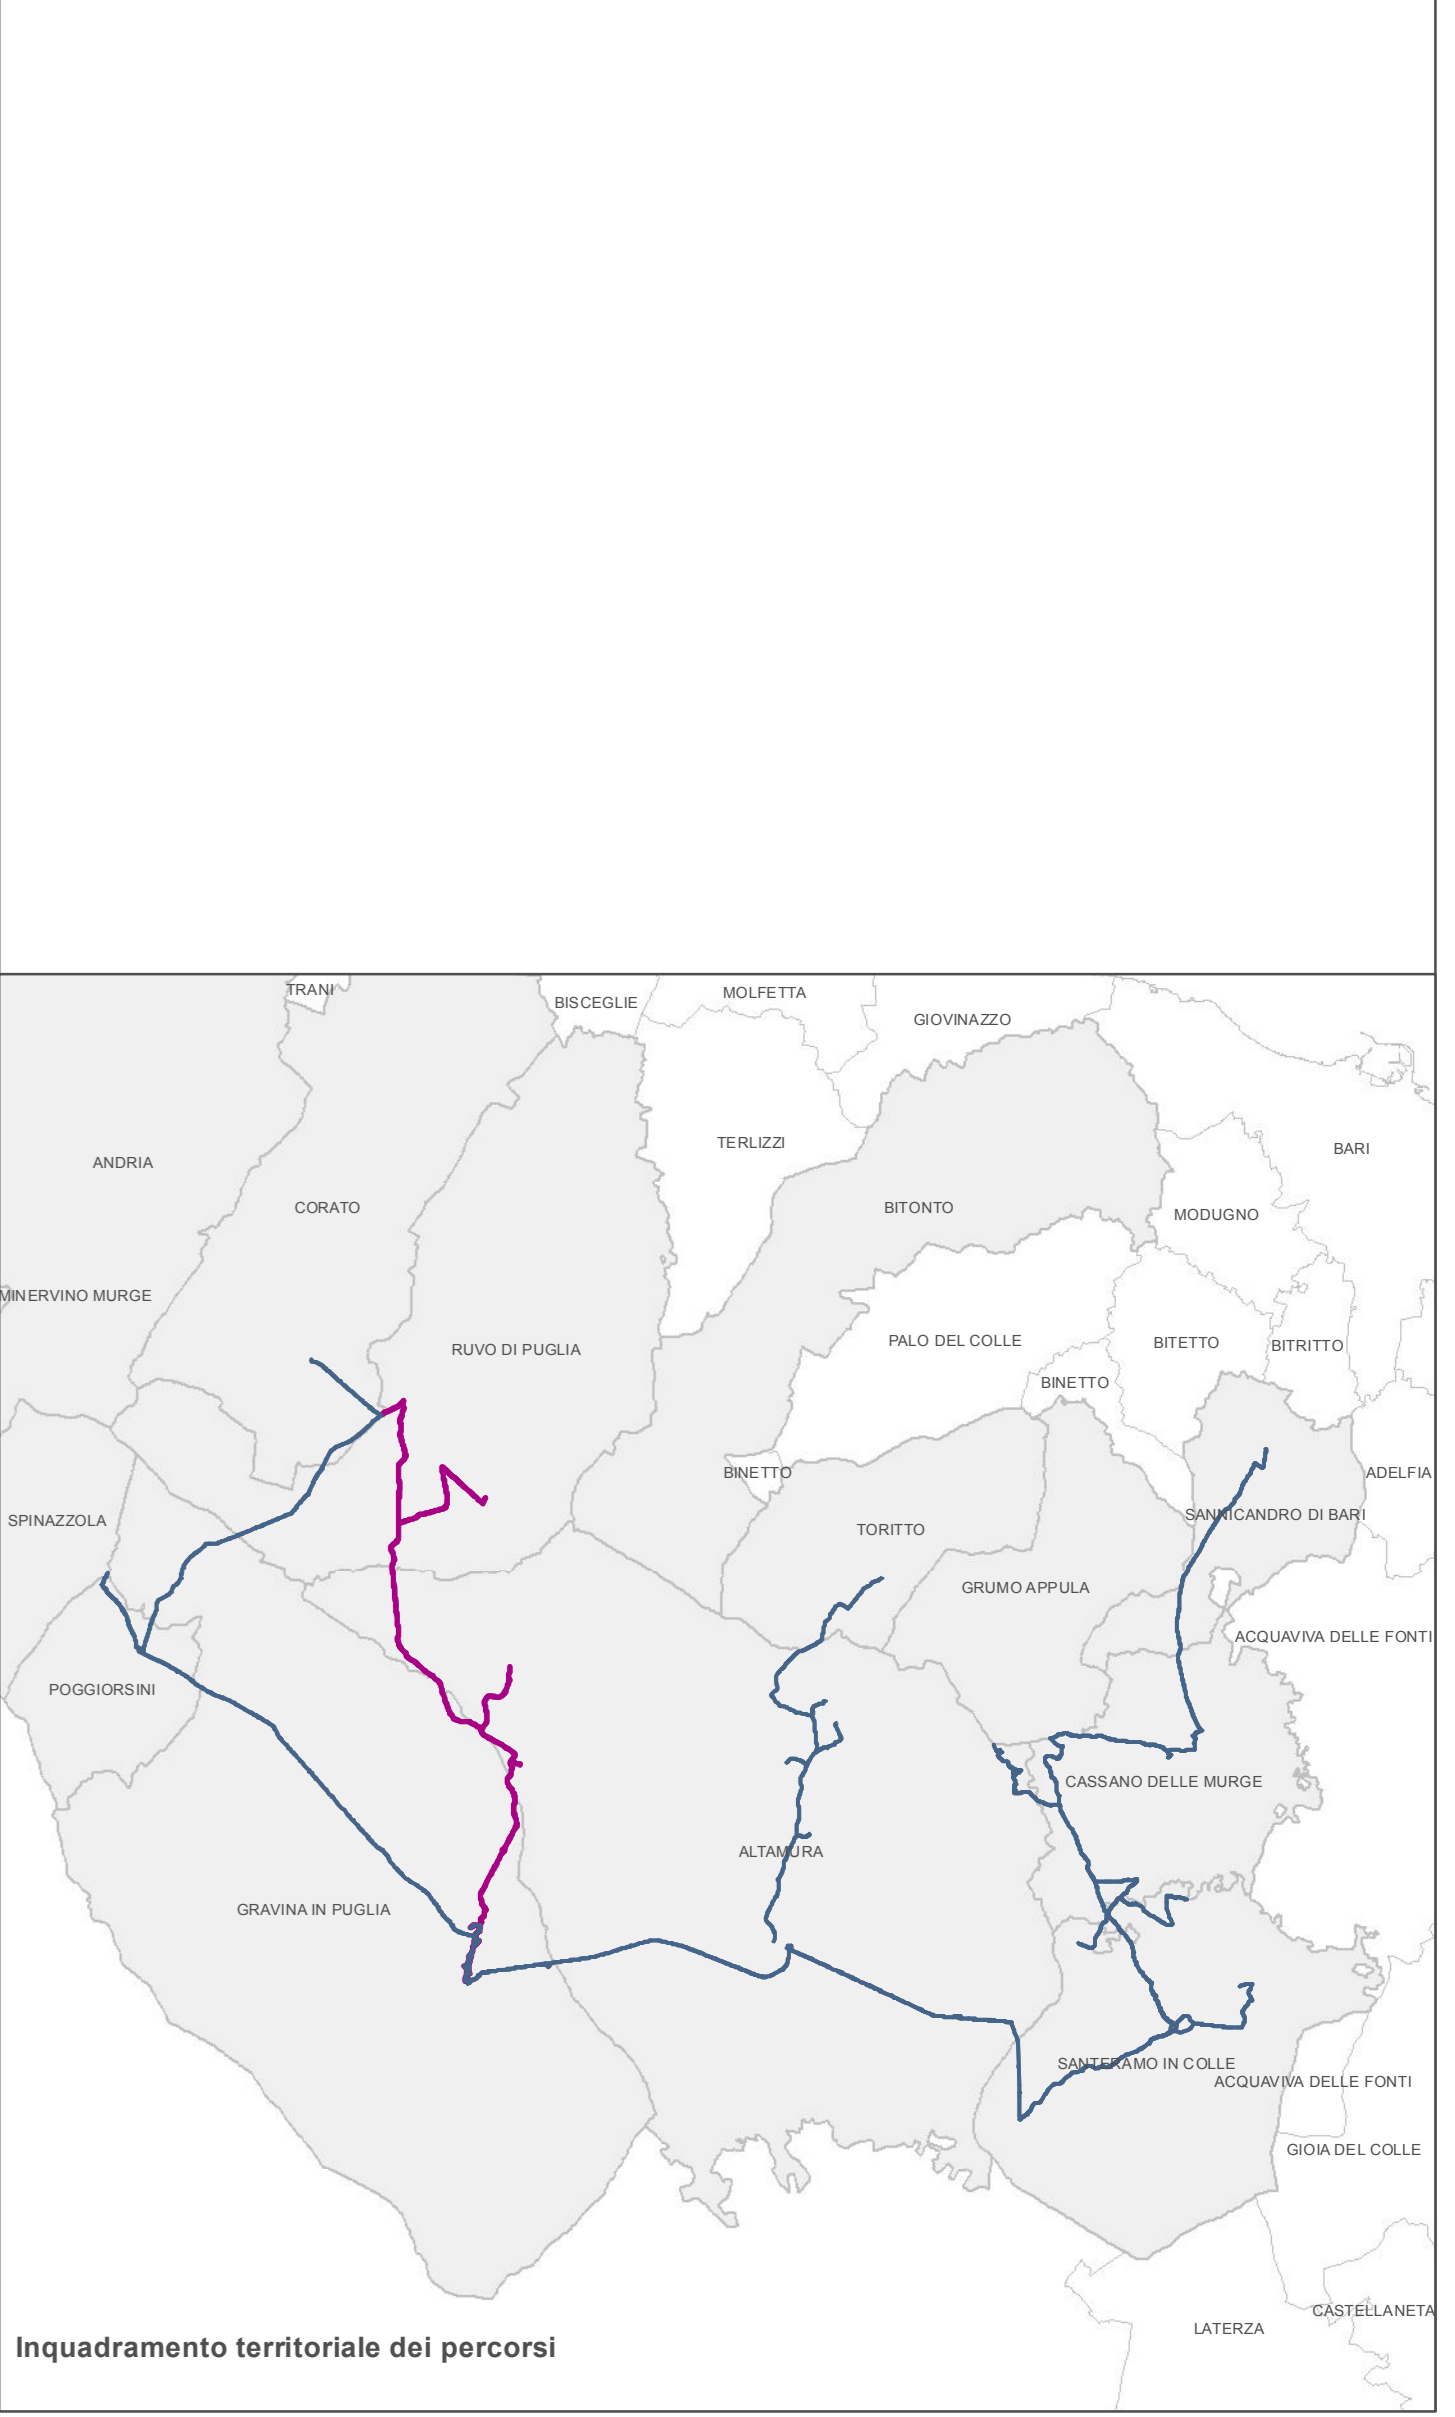 TRANI
MOLFETTA
BISCEGLIE
GIOVINAZZO
TERLIZZI
BARI
ANDRIA
CORATO
BITONTO
MODUGNO
MINERVINO MURGE
PALO DEL COLLE
BITETTO
BITRITTO
RUVO DI PUGLIA
BINETTO
BINETTO
ADELFIA
SANNICANDRO DI BARI
SPINAZZOLA
TORITTO
GRUMO APPULA
ACQUAVIVA DELLE FONTI
POGGIORSINI
CASSANO DELLE MURGE
ALTAMURA
GRAVINA IN PUGLIA
SANTERAMO IN COLLE
ACQUAVIVA DELLE FONTI
GIOIA DEL COLLE
CASTELLANETA
LATERZA
Inquadramento territoriale dei percorsi